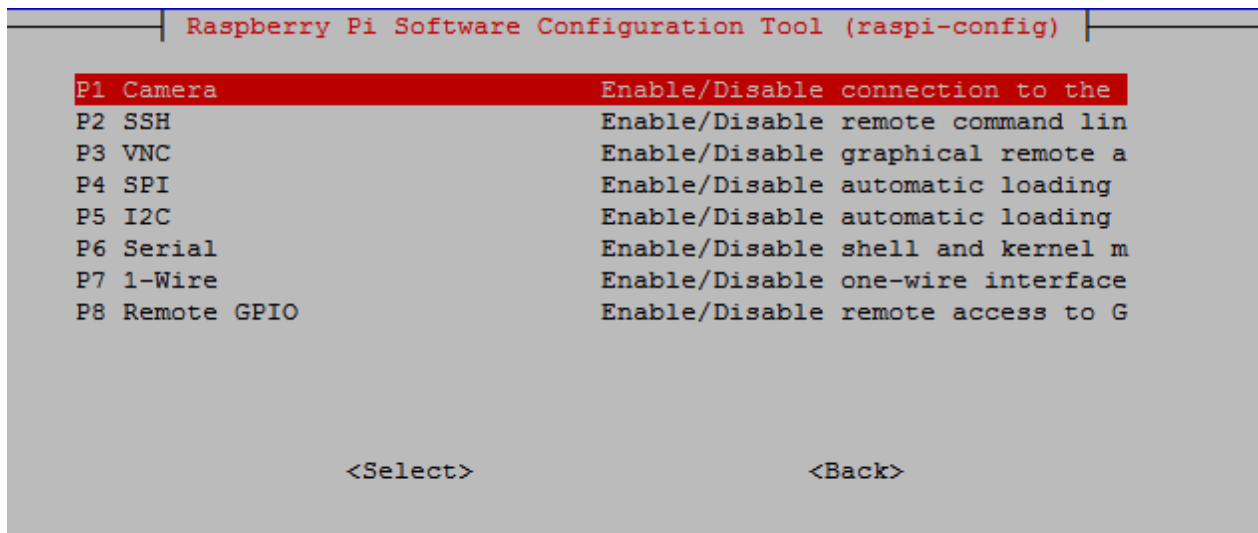 Raspberry Pi Software Configuration Tool (raspi-config)
P1 Camera Enable/Disable connection to the
P2 SSH Enable/Disable remote command lin
P3 VNC Enable/Disable graphical remote a
P4 SPI Enable/Disable automatic loading
P5 I2C Enable/Disable automatic loading
P6 Serial Enable/Disable shell and kernel m
P7 1-Wire Enable/Disable one-wire interface
P8 Remote GPIO Enable/Disable remote access to G
<Select> <Back>